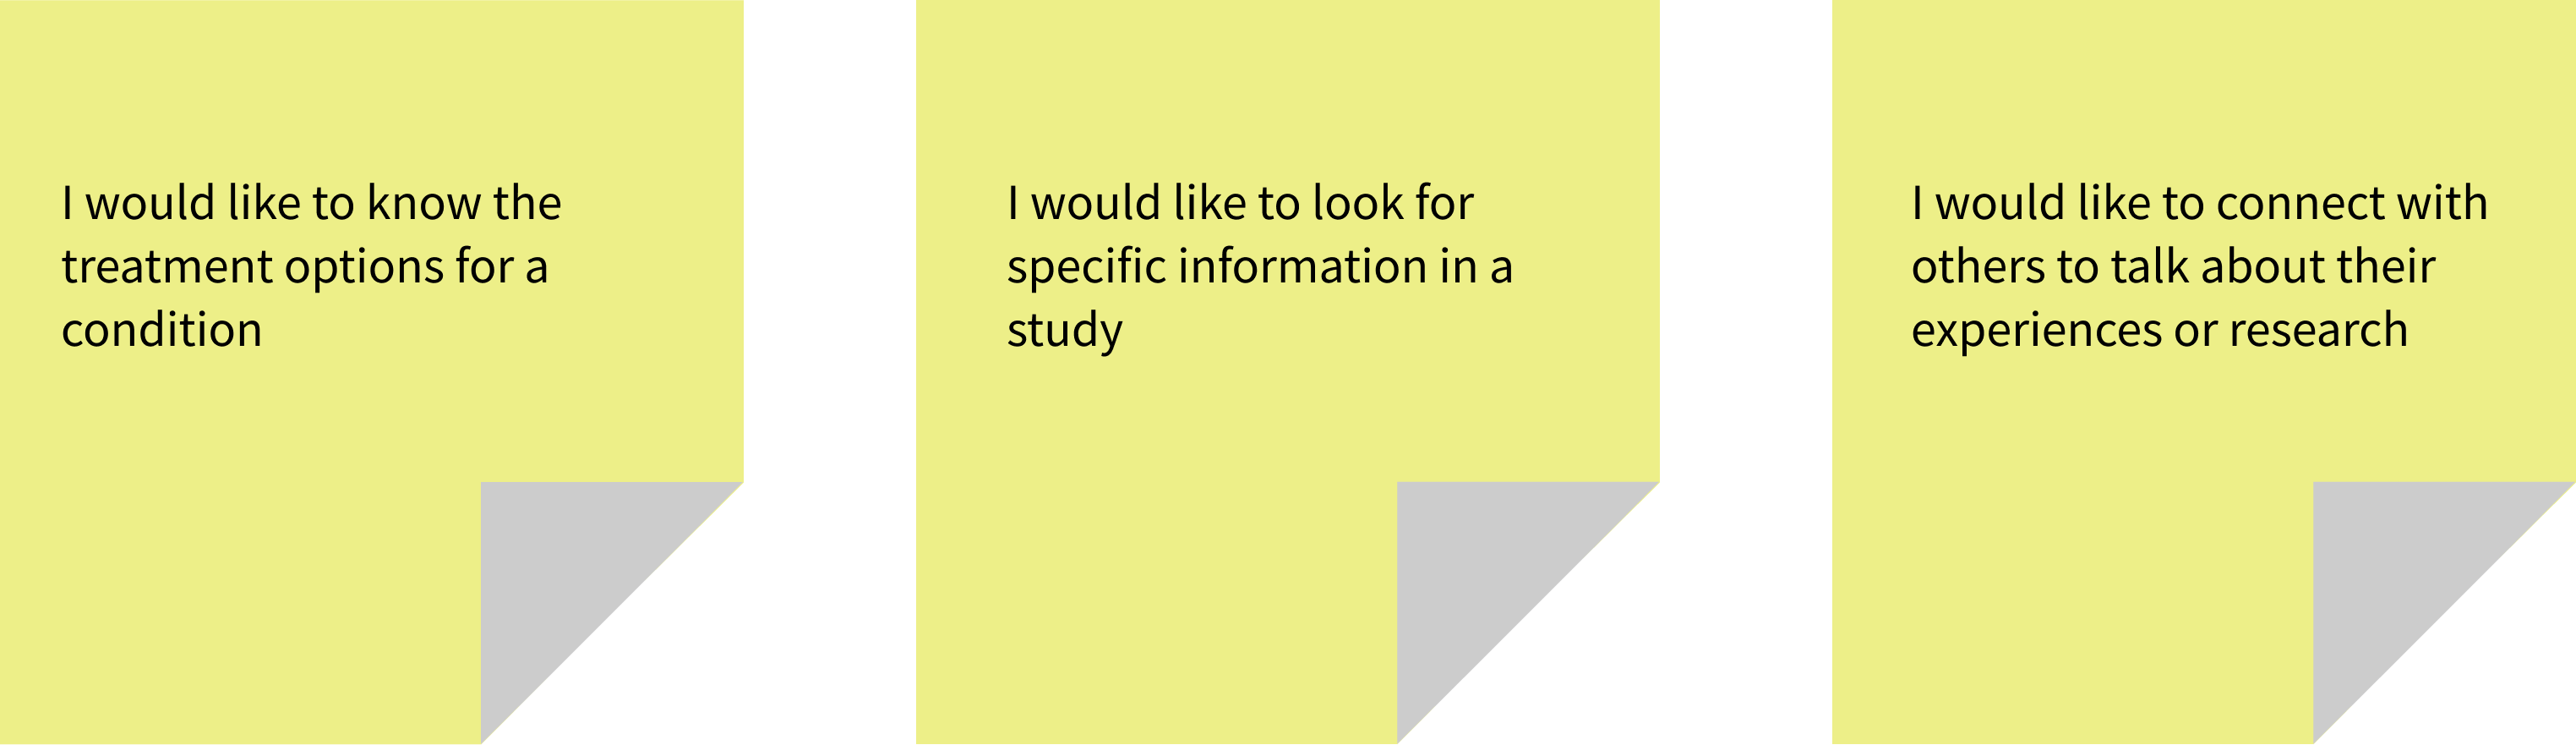 I would like to know the
treatment options for a
condition
I would like to look for
specific information in a
study
I would like to connect with
others to talk about their
experiences or research